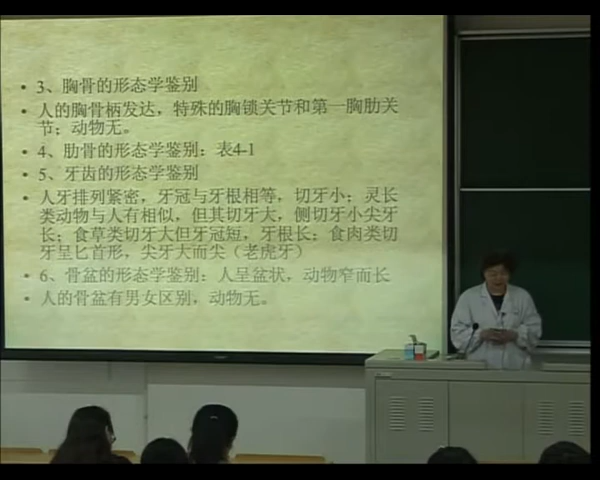 • 3、胸骨的形态学鉴别
• 人的胸骨柄发达，特殊的胸锁关节和第一胸肋关
节；动物无。
• 4、肋骨的形态学鉴别：表4-1
• 5、牙齿的形态学鉴别
• 人牙排列紧密，牙冠与牙根相等，切牙小；灵长
类动物与人有相似，但其切牙大，侧切牙小尖牙
长；食草类切牙大但牙冠短，牙根长；食肉类切
牙呈匕首形，尖牙大而尖（老虎牙）
• 6、骨盆的形态学鉴别：人呈盆状，动物窄而长
• 人的骨盆有男女区别，动物无。